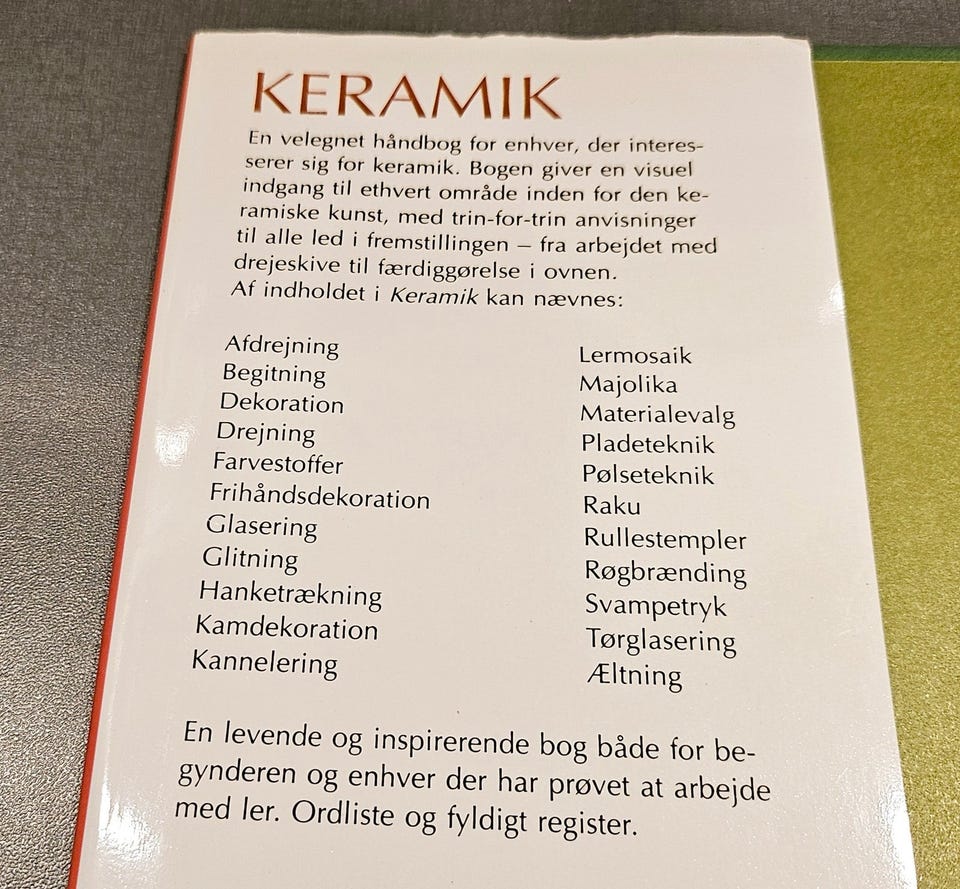 KERAMIK
En velegnet håndbog for enhver, der interes-
serer sig for keramik. Bogen giver en visuel
indgang til ethvert område inden for den ke-
ramiske kunst, med trin-for-trin anvisninger
til alle led i fremstillingen – fra arbejdet med
drejeskive til færdiggørelse i ovnen.
Af indholdet i Keramik kan nævnes:
Afdrejning
Begitning
Dekoration
Drejning
Farvestoffer
Frihåndsdekoration
Glasering
Glitning
Hanketrækning
Kamdekoration
Kannelering
Lermosaik
Majolika
Materialevalg
Pladeteknik
Pølseteknik
Raku
Rullestempler
Røgbrænding
Svampetryk
Tørglasering
Æltning
En levende og inspirerende bog både for be-
gynderen og enhver der har prøvet at arbejde
med ler. Ordliste og fyldigt register.